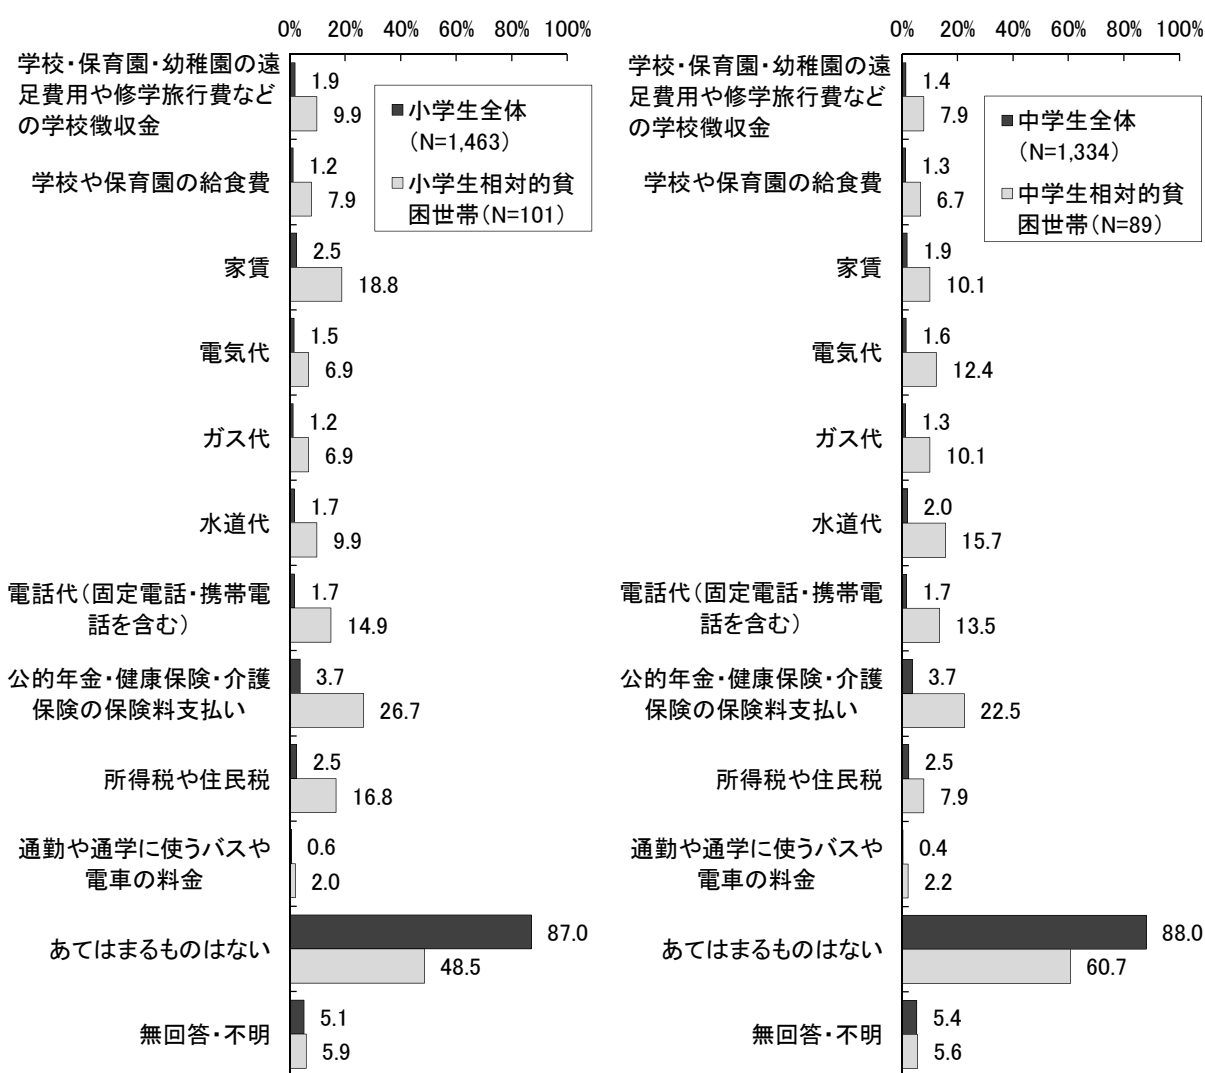 0% 20% 40% 60% 80% 100%
学校・保育園・幼稚園の遠
足費用や修学旅行費など
の学校徴収金
1.9
9.9
学校や保育園の給食費
1.2
7.9
家賃
2.5
18.8
電気代
1.5
6.9
ガス代
1.2
6.9
水道代
1.7
9.9
電話代（固定電話・携帯電
話を含む）
1.7
14.9
公的年金・健康保険・介護
保険の保険料支払い
3.7
26.7
所得税や住民税
2.5
16.8
通勤や通学に使うバスや
電車の料金
0.6
2.0
あてはまるものはない
87.0
48.5
無回答・不明
5.1
5.9
小学生全体
（N=1,463）
小学生相対的貧
困世帯（N=101）
0% 20% 40% 60% 80% 100%
学校・保育園・幼稚園の遠
足費用や修学旅行費など
の学校徴収金
1.4
7.9
学校や保育園の給食費
1.3
6.7
家賃
1.9
10.1
電気代
1.6
12.4
ガス代
1.3
10.1
水道代
2.0
15.7
電話代（固定電話・携帯電
話を含む）
1.7
13.5
公的年金・健康保険・介護
保険の保険料支払い
3.7
22.5
所得税や住民税
2.5
7.9
通勤や通学に使うバスや
電車の料金
0.4
2.2
あてはまるものはない
88.0
60.7
無回答・不明
5.4
5.6
中学生全体
（N=1,334）
中学生相対的貧
困世帯（N=89）